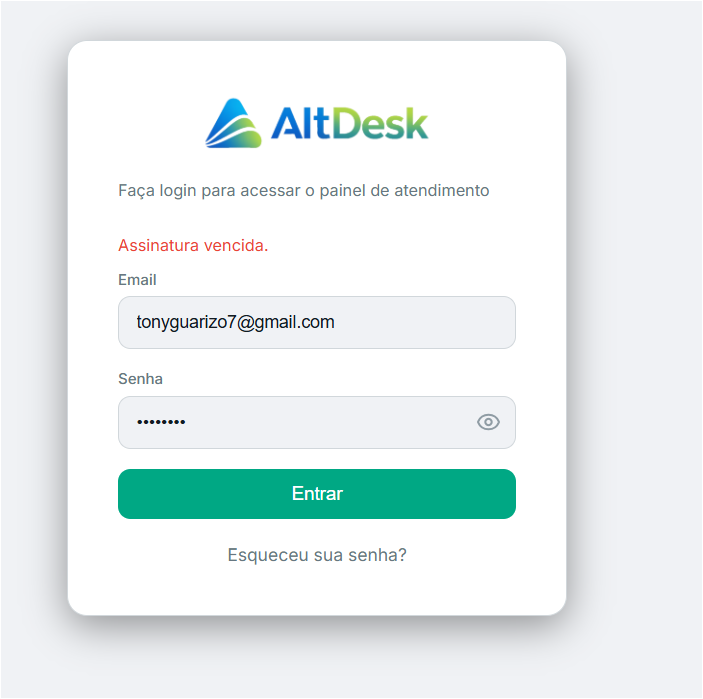 AltDesk
Faça login para acessar o painel de atendimento
Assinatura vencida.
Email
tonyguarizo7@gmail.com
Senha
••••••••
Entrar
Esqueceu sua senha?